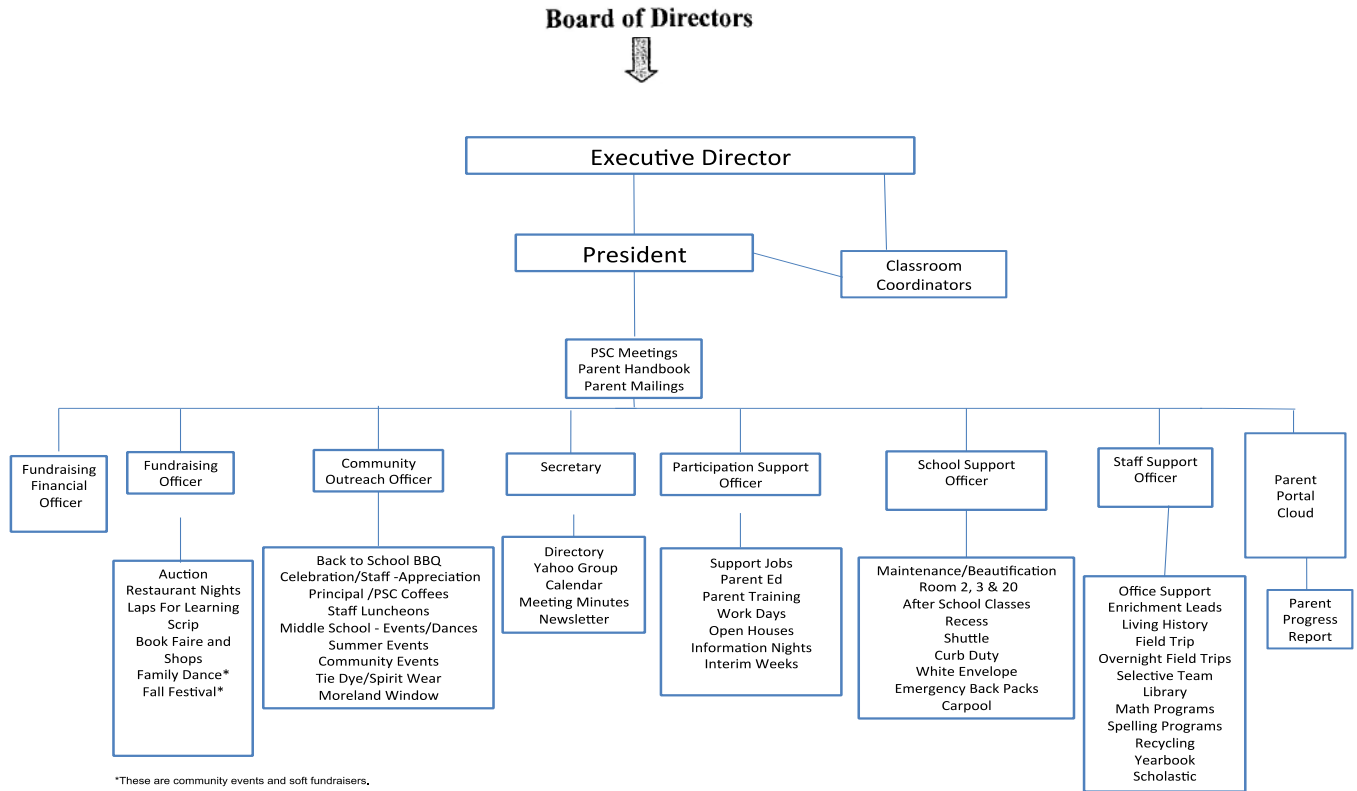 Board of Directors
Executive Director
President
Classroom
Coordinators
PSC Meetings
Parent Handbook
Parent Mailings
Fundraising
Financial
Officer
Fundraising
Officer
Community
Outreach Officer
Secretary
Participation Support
Officer
School Support
Officer
Staff Support
Officer
Parent
Portal
Cloud
Auction
Restaurant Nights
Laps For Learning
Scrip
Book Faire and
Shops
Family Dance*
Fall Festival*
Back to School BBQ
Celebration/Staff -Appreciation
Principal /PSC Coffees
Staff Luncheons
Middle School - Events/Dances
Summer Events
Community Events
Tie Dye/Spirit Wear
Moreland Window
Directory
Yahoo Group
Calendar
Meeting Minutes
Newsletter
Support Jobs
Parent Ed
Parent Training
Work Days
Open Houses
Information Nights
Interim Weeks
Maintenance/Beautification
Room 2, 3 & 20
After School Classes
Recess
Shuttle
Curb Duty
White Envelope
Emergency Back Packs
Carpool
Office Support
Enrichment Leads
Living History
Field Trip
Overnight Field Trips
Selective Team
Library
Math Programs
Spelling Programs
Recycling
Yearbook
Scholastic
Parent
Progress
Report
*These are community events and soft fundraisers.